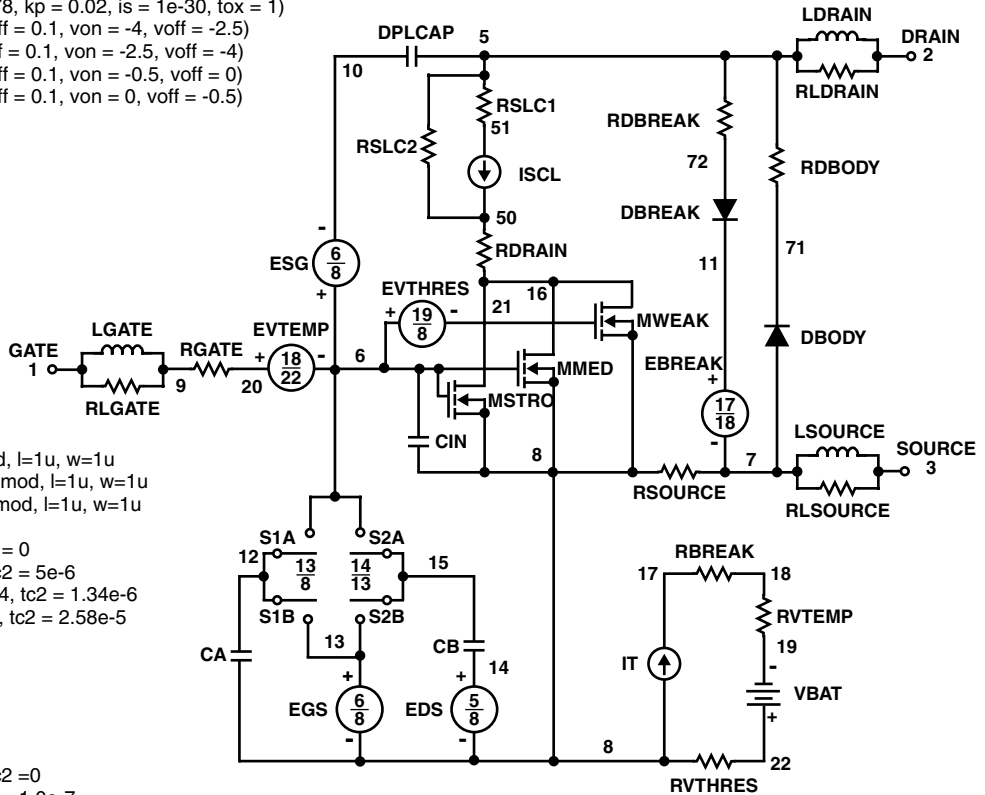 78, kp = 0.02, is = 1e-30, tox = 1)
ff = 0.1, von = -4, voff = -2.5)
f = 0.1, von = -2.5, voff = -4)
ff = 0.1, von = -0.5, voff = 0)
ff = 0.1, von = 0, voff = -0.5)
LDRAIN
DPLCAP
5
DRAIN
2
10
RLDRAIN
RSLC1
51
RDBREAK
RSLC2
72
ISCL
RDBODY
50
DBREAK
RDRAIN
71
11
ESG
6
8
-
+
EVTHRES
+
19
8
-
16
21
MWEAK
LGATE
EVTEMP
GATE
1
RGATE
+
18
22
-
6
EBREAK
DBODY
9
20
MMED
+
17
18
-
RLGATE
MSTRO
CIN
LSOURCE
8
7
SOURCE
3
RSOURCE
RLSOURCE
d, l=1u, w=1u
mod, l=1u, w=1u
mod, l=1u, w=1u
= 0
c2 = 5e-6
4, tc2 = 1.34e-6
, tc2 = 2.58e-5
S1A
S2A
12
13
8
14
13
15
S1B
S2B
13
CA
CB
14
+
EGS
6
8
-
+
EDS
5
8
-
RBREAK
17
18
RVTEMP
19
IT
-
VBAT
+
8
22
RVTHRES
c2 =0